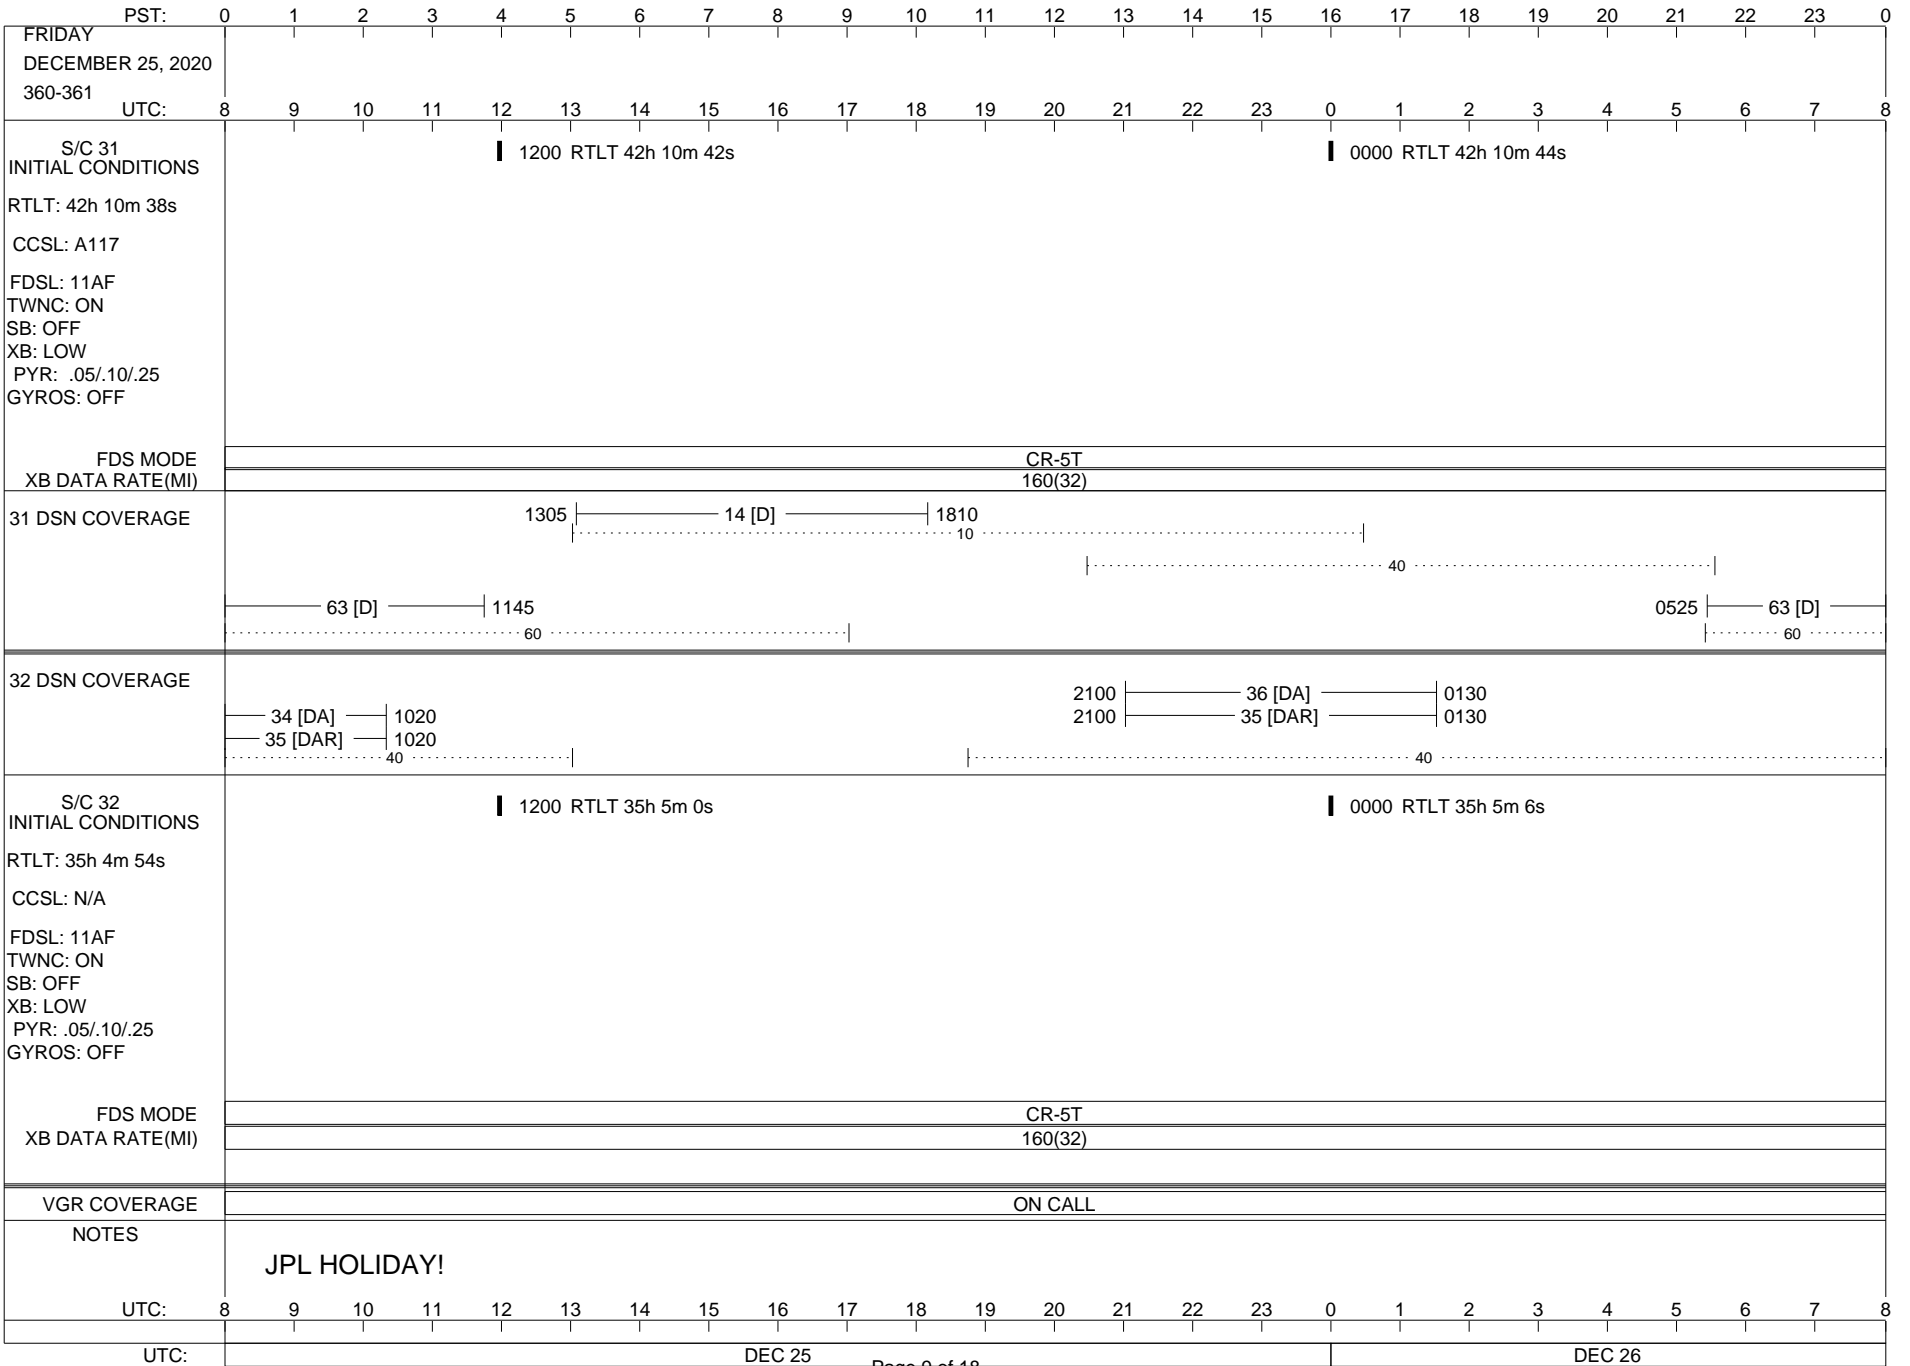 PST: 0 1 2 3 4 5 6 7 8 9 10 11 12 13 14 15 16 17 18 19 20 21 22 23 0
FRIDAY
DECEMBER 25, 2020
360-361
UTC: 8 9 10 11 12 13 14 15 16 17 18 19 20 21 22 23 0 1 2 3 4 5 6 7 8
S/C 31
INITIAL CONDITIONS
1200 RTLT 42h 10m 42s
0000 RTLT 42h 10m 44s
RTLT: 42h 10m 38s
CCSL: A117
FDSL: 11AF
TWNC: ON
SB: OFF
XB: LOW
PYR: .05/.10/.25
GYROS: OFF
FDS MODE CR-5T
XB DATA RATE(MI) 160(32)
31 DSN COVERAGE
1305 14 [D] 1810
10
40
63 [D] 1145
0525 63 [D]
60
60
32 DSN COVERAGE
2100 36 [DA] 0130
34 [DA] 1020
2100 35 [DAR] 0130
35 [DAR] 1020
40
40
S/C 32
INITIAL CONDITIONS
1200 RTLT 35h 5m 0s
0000 RTLT 35h 5m 6s
RTLT: 35h 4m 54s
CCSL: N/A
FDSL: 11AF
TWNC: ON
SB: OFF
XB: LOW
PYR: .05/.10/.25
GYROS: OFF
FDS MODE CR-5T
XB DATA RATE(MI) 160(32)
VGR COVERAGE ON CALL
NOTES
JPL HOLIDAY!
UTC: 8 9 10 11 12 13 14 15 16 17 18 19 20 21 22 23 0 1 2 3 4 5 6 7 8
UTC: DEC 25 DEC 26
Page 9 of 18